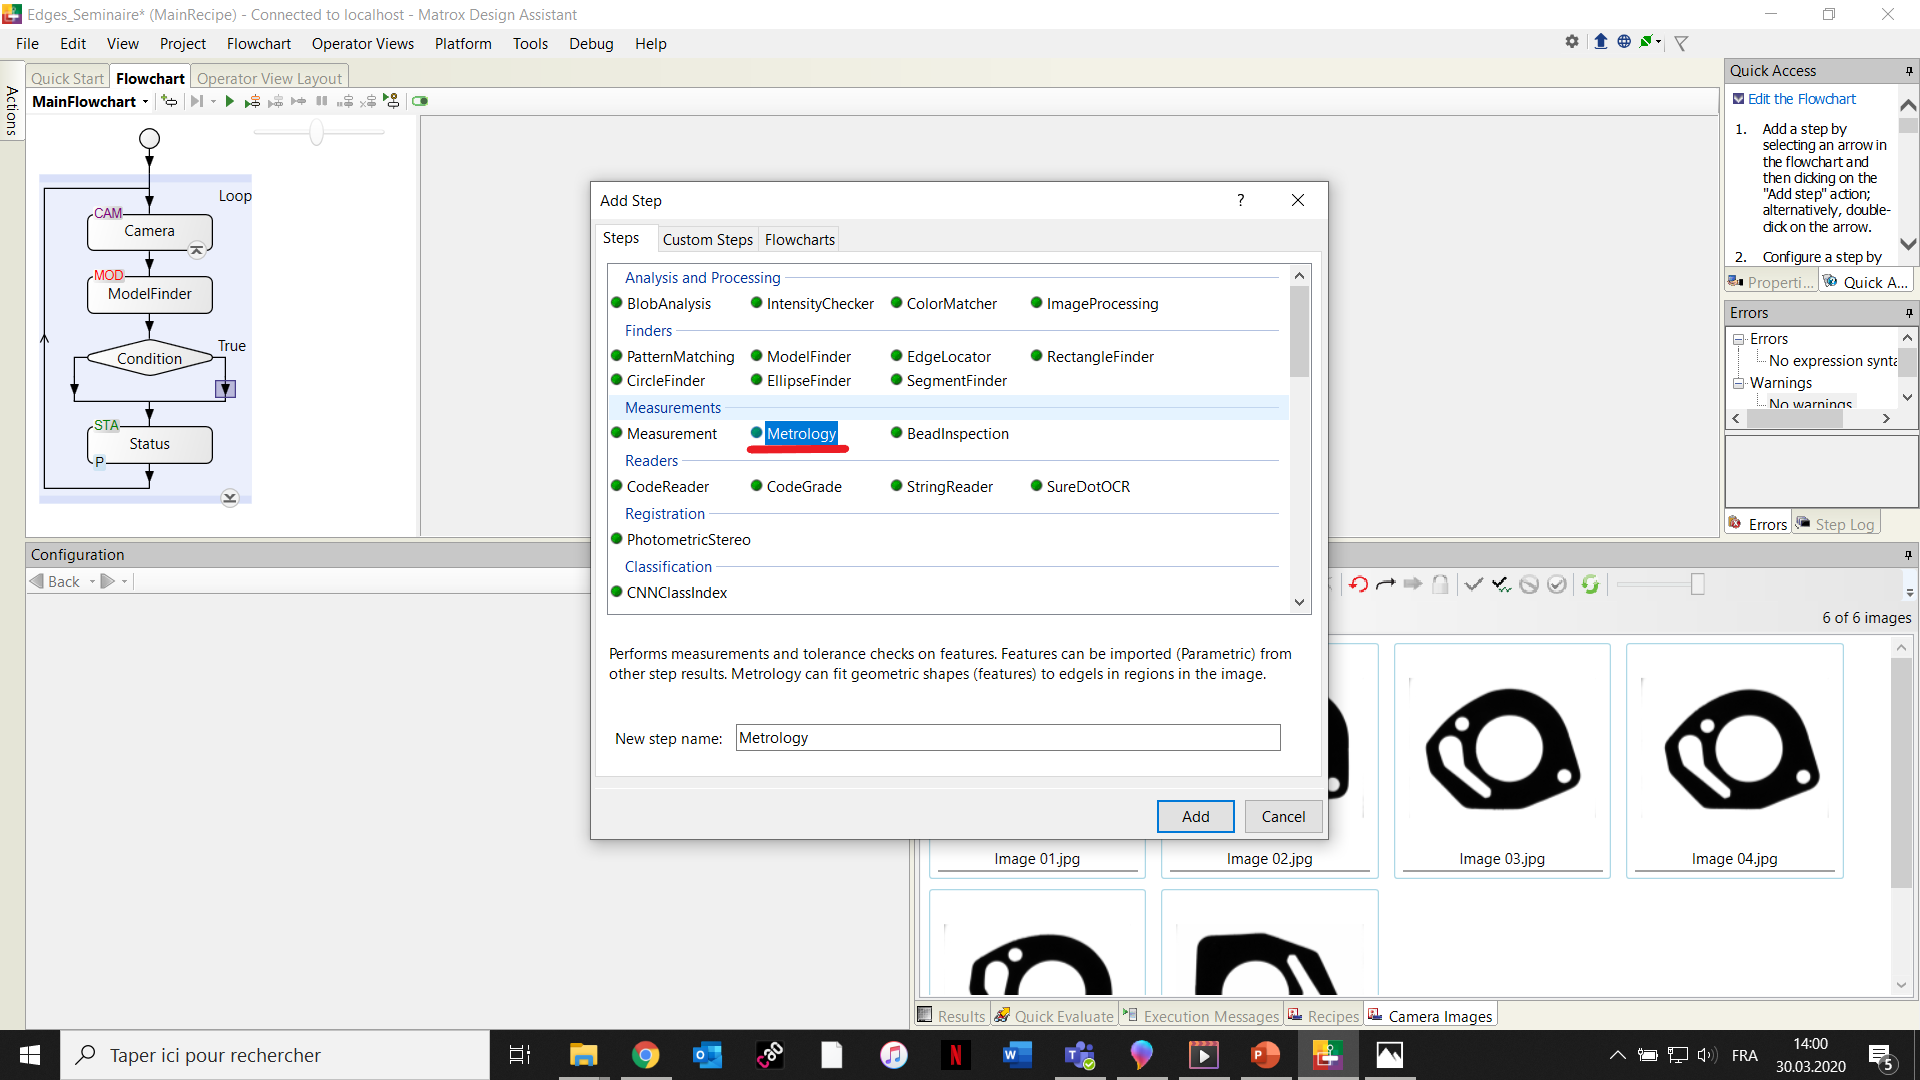 Edges_Seminaire* (MainRecipe) - Connected to localhost - Matrox Design Assistant
File Edit View Project Flowchart Operator Views Platform Tools Debug Help
Actions
Quick Start Flowchart Operator View Layout
MainFlowchart
Loop
CAM
Camera
MOD
ModelFinder
Condition
True
STA
Status
P
Add Step
?
Steps Custom Steps Flowcharts
Analysis and Processing
BlobAnalysis IntensityChecker ColorMatcher ImageProcessing
Finders
PatternMatching ModelFinder EdgeLocator RectangleFinder
CircleFinder EllipseFinder SegmentFinder
Measurements
Measurement Metrology BeadInspection
Readers
CodeReader CodeGrade StringReader SureDotOCR
Registration
PhotometricStereo
Classification
CNNClassIndex
Performs measurements and tolerance checks on features. Features can be imported (Parametric) from
other step results. Metrology can fit geometric shapes (features) to edgels in regions in the image.
New step name: Metrology
Add Cancel
Quick Access
Edit the Flowchart
1. Add a step by
selecting an arrow in
the flowchart and
then clicking on the
"Add step" action;
alternatively, double-
click on the arrow.
2. Configure a step by
Properti... Quick A...
Errors
Errors
No expression synta
Warnings
No warnings
Errors Step Log
Configuration
Back
6 of 6 images
Image 01.jpg Image 02.jpg Image 03.jpg Image 04.jpg
Results Quick Evaluate Execution Messages Recipes Camera Images
Taper ici pour rechercher
FRA
14:00
30.03.2020
5